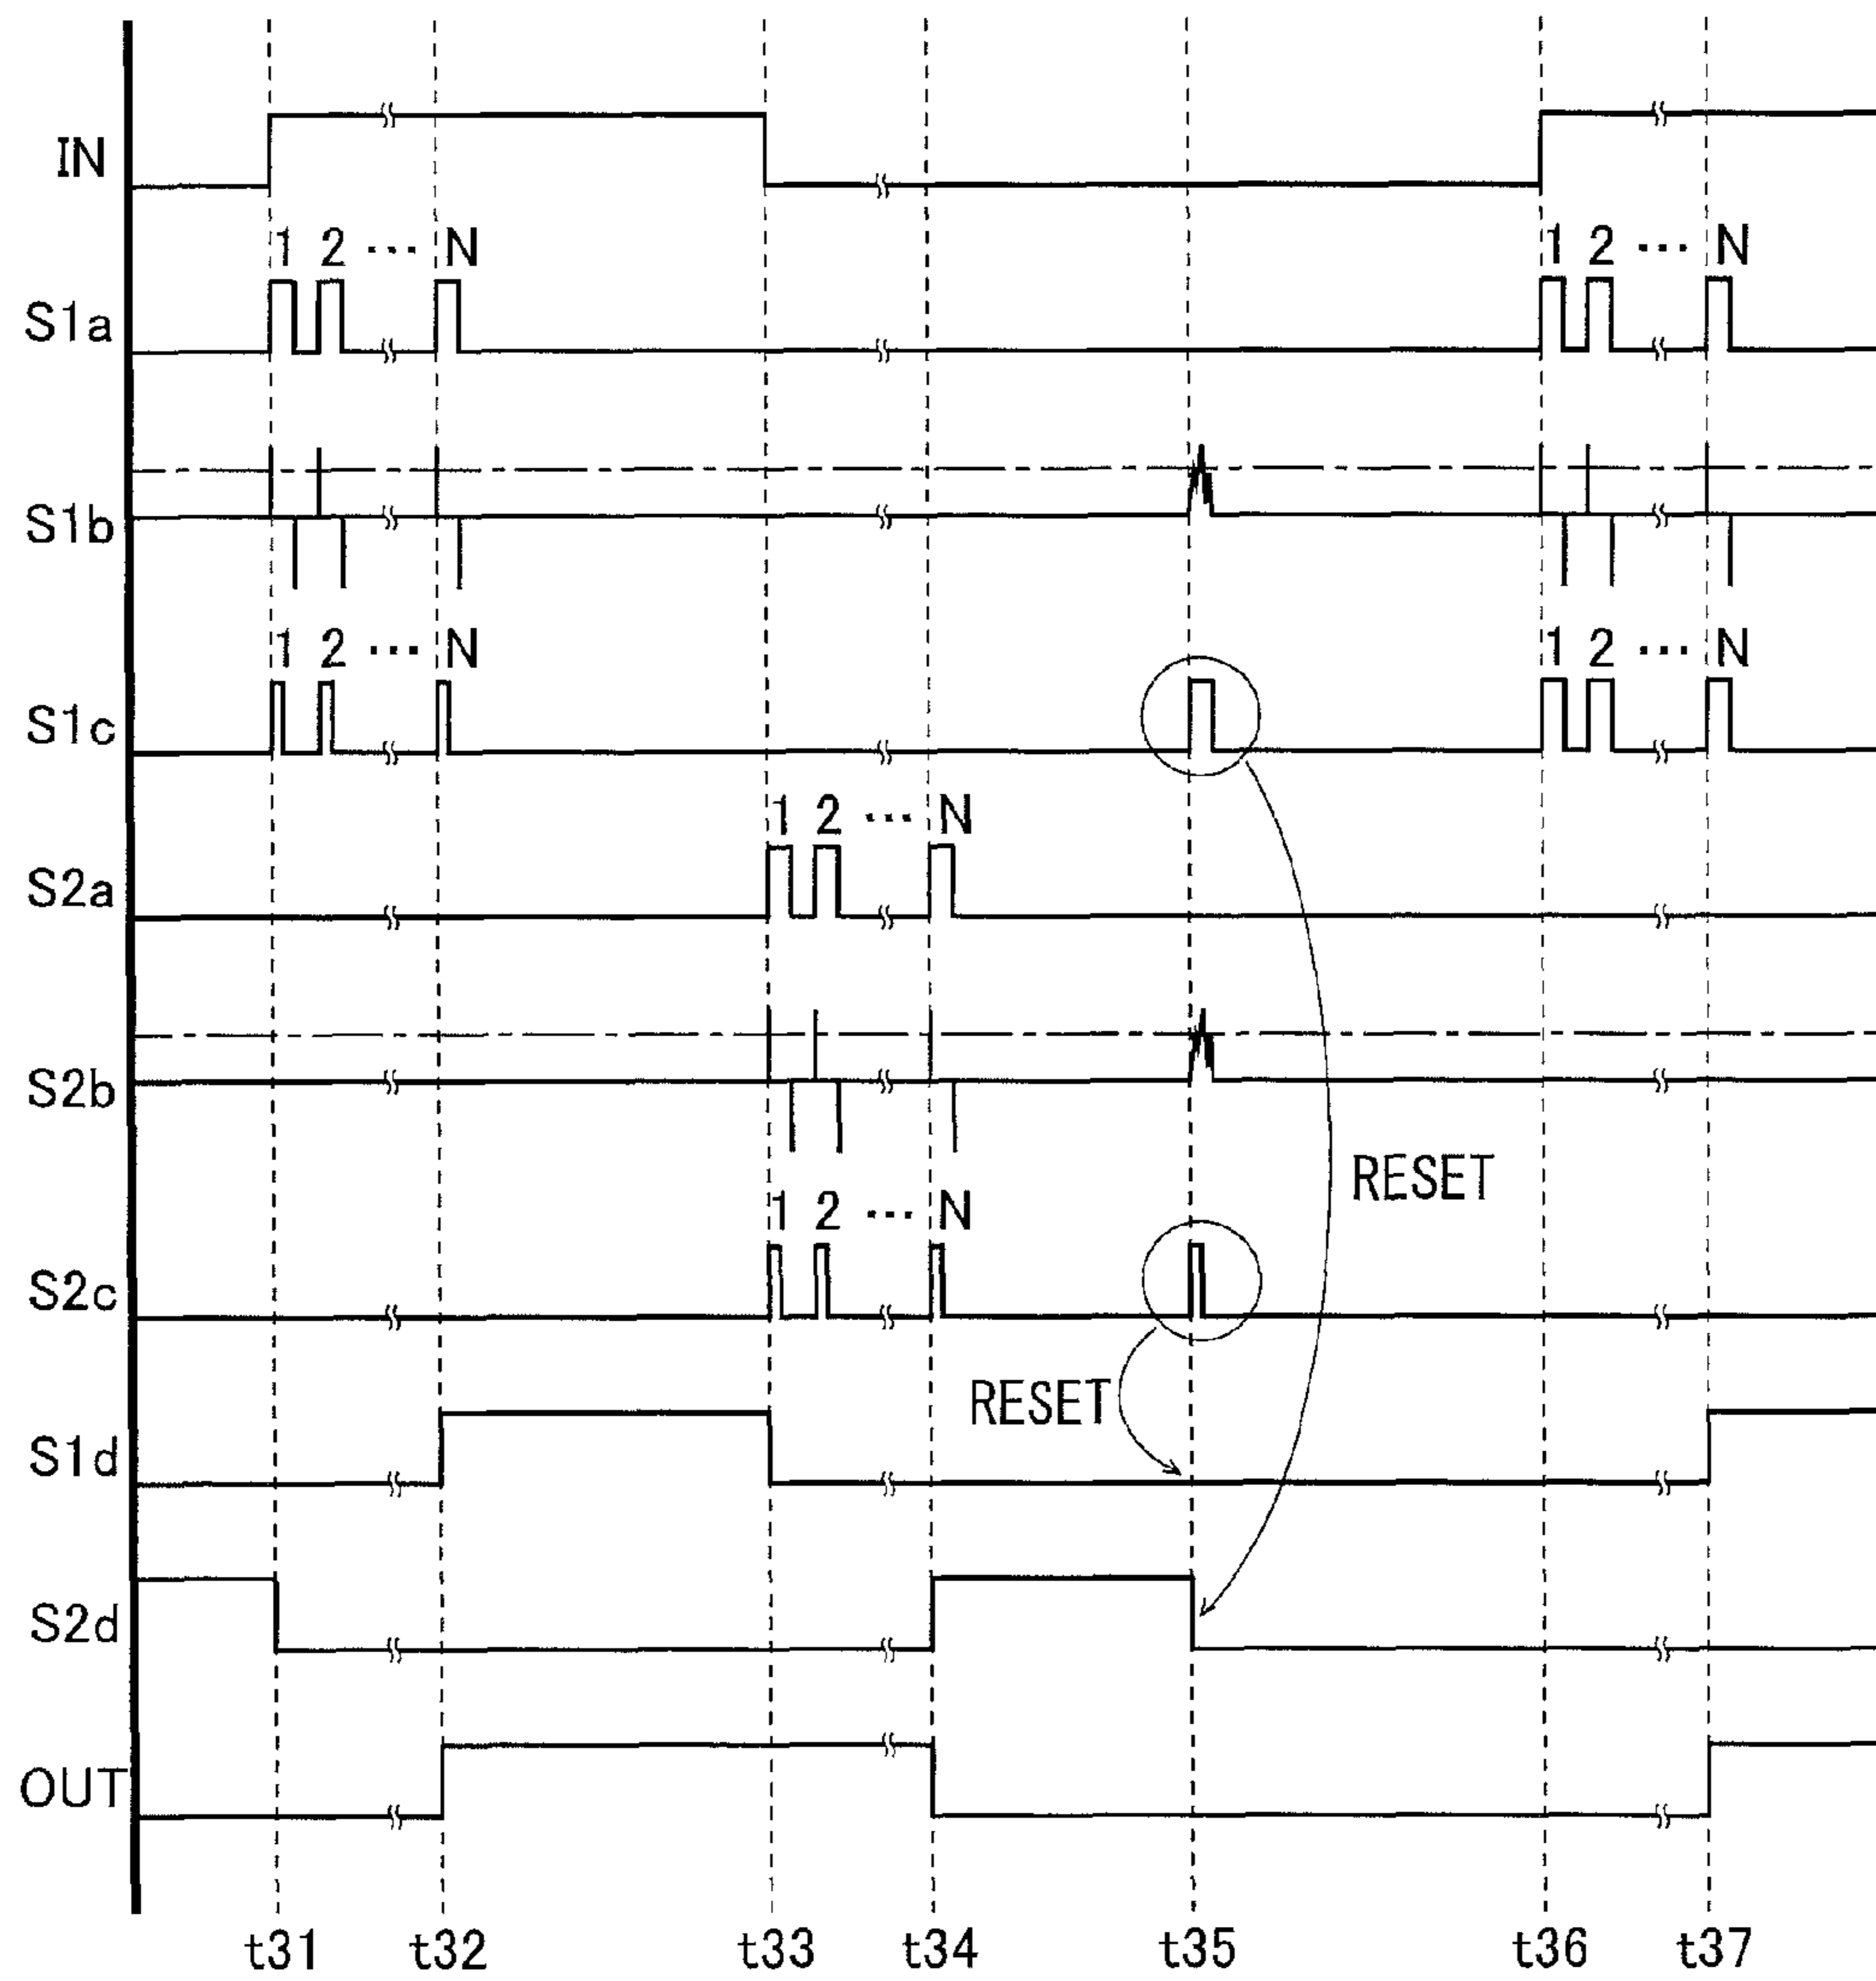 IN
1 2 ... N
1 2 ... N
S1a
S1b
1 2 ... N
1 2 ... N
S1c
1 2 ... N
S2a
S2b
RESET
1 2 ... N
S2c
RESET
S1d
S2d
OUT
t31 t32 t33 t34 t35 t36 t37